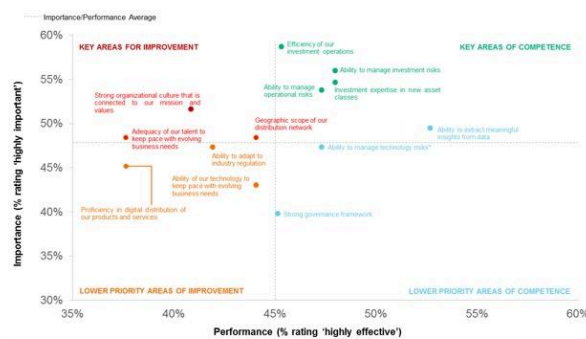 Importance/Performance Average
60%
55%
50%
45%
40%
35%
30%
Importance (% rating 'highly important')
KEY AREAS FOR IMPROVEMENT
KEY AREAS OF COMPETENCE
Efficiency of our
investment operations
Ability to manage investment risks
Ability to manage
operational risks
Investment expertise in new asset
classes
Strong organizational culture that is
connected to our mission and
values
Adequacy of our talent to
keep pace with evolving
business needs
Geographic scope of our
distribution network
Ability to extract meaningful
insights from data
Ability to manage technology risks*
Ability to adapt to
industry regulation
Ability of our technology to
keep pace with evolving
business needs
Proficiency in digital distribution of
our products and services
Strong governance framework
LOWER PRIORITY AREAS OF IMPROVEMENT
LOWER PRIORITY AREAS OF COMPETENCE
35%
40%
45%
50%
55%
60%
Performance (% rating 'highly effective')